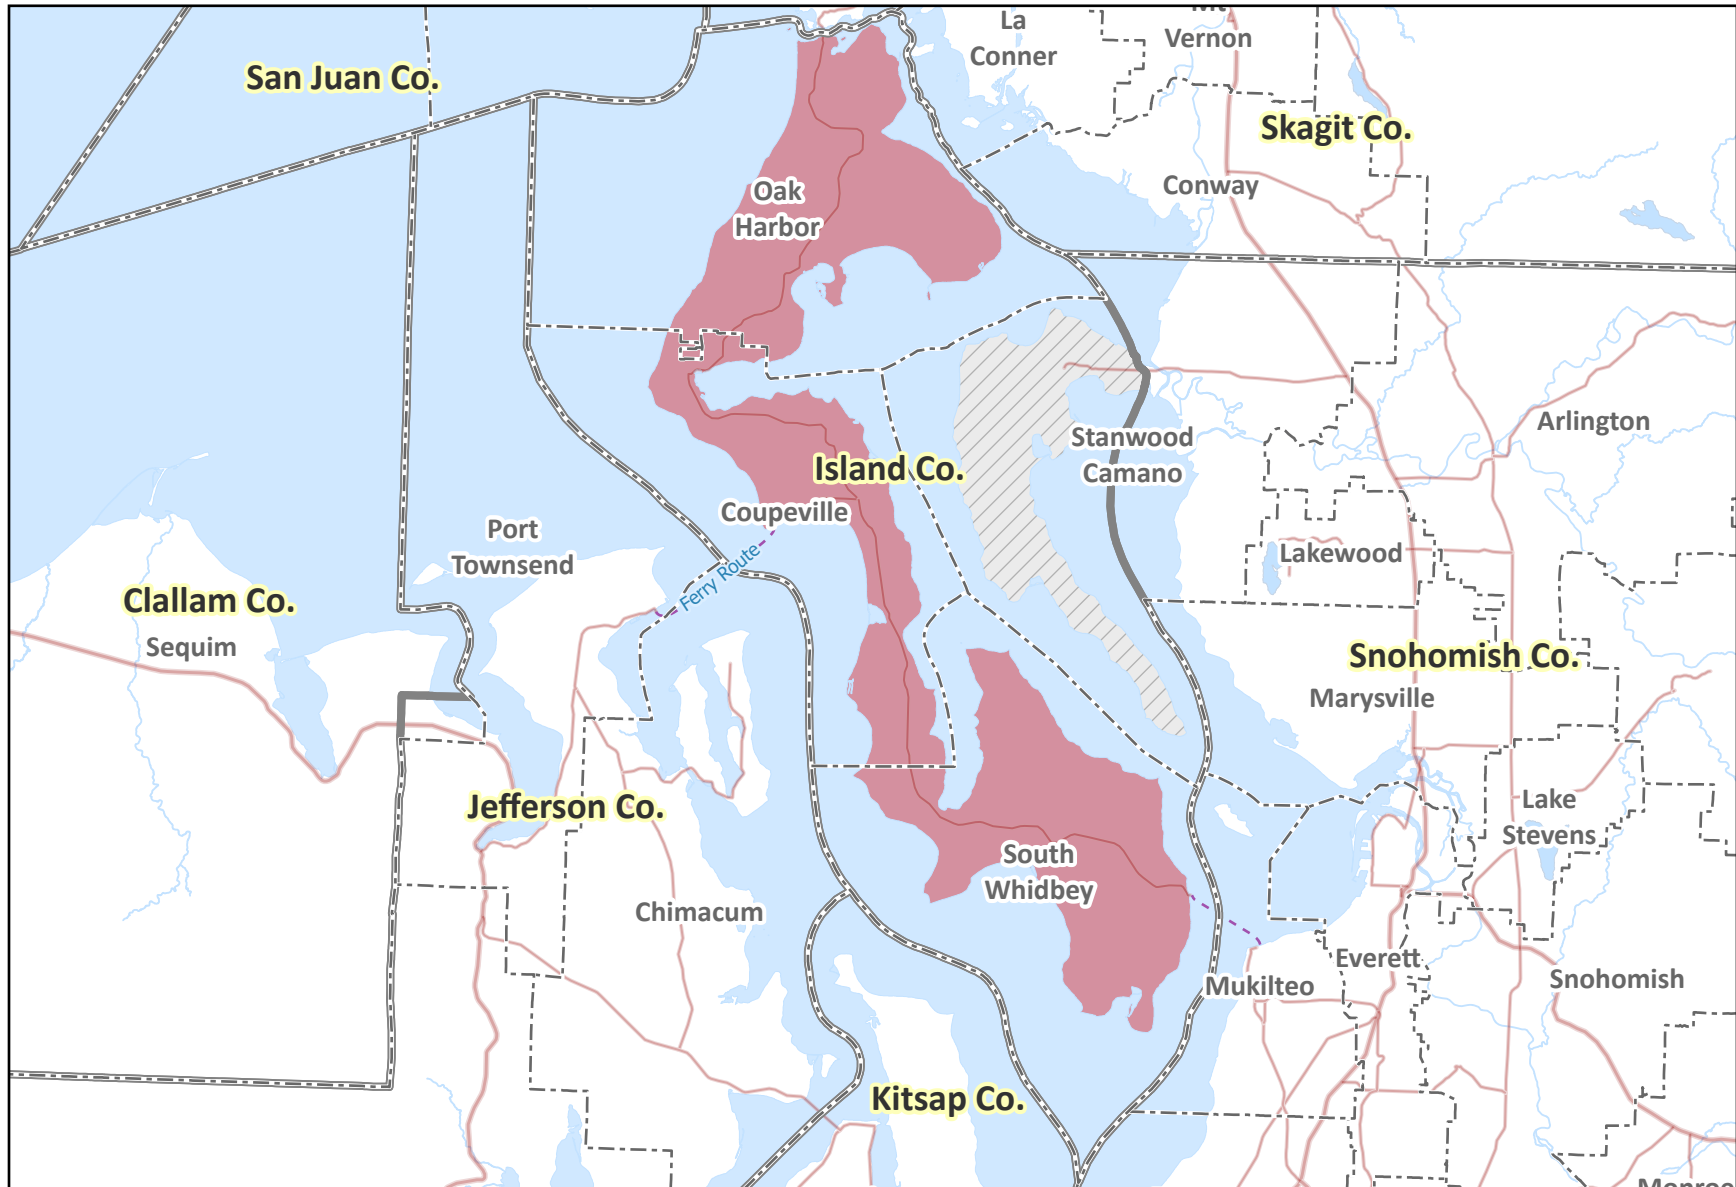 La
Conner
Mt
Vernon
San Juan Co.
Skagit Co.
Conway
Oak
Harbor
Arlington
Stanwood
Camano
Island Co.
Coupeville
Port
Townsend
Lakewood
Ferry Route
Clallam Co.
Sequim
Snohomish Co.
Marysville
Jefferson Co.
Lake
Stevens
South
Whidbey
Chimacum
Everett
Mukilteo
Snohomish
Kitsap Co.
Monroe